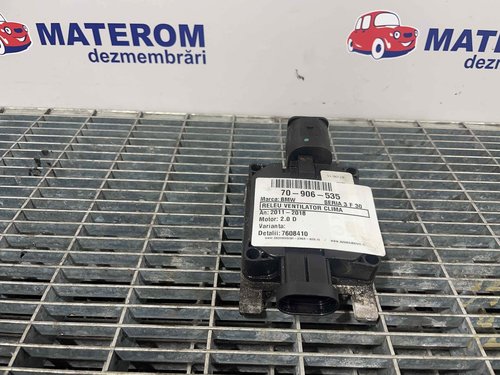 MATEROM
dezmembrări
MATEROM
dezmembrări
70-906-535
Marca: BMW SERIA 3 F 30
RELEU VENTILATOR CLIMA
An: 2011-2018
Motor: 2.0 D
Varianta:
Detalii: 7608410